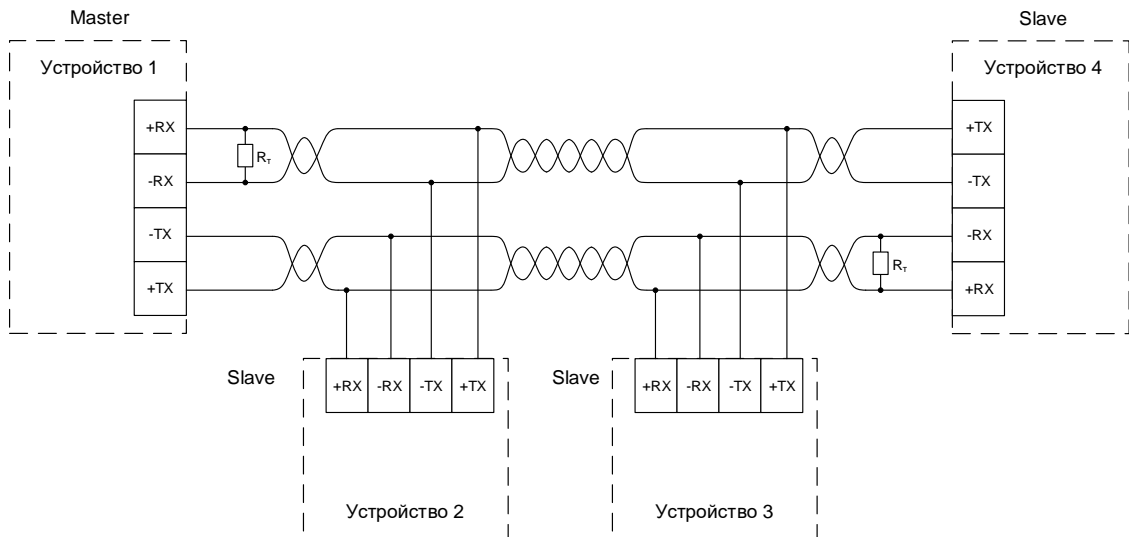 Master
Slave
Устройство 1
Устройство 4
+RX
-RX
-TX
+TX
Rт
+TX
-TX
-RX
+RX
Rт
Slave
+RX
-RX
-TX
+TX
Slave
+RX
-RX
-TX
+TX
Устройство 2
Устройство 3